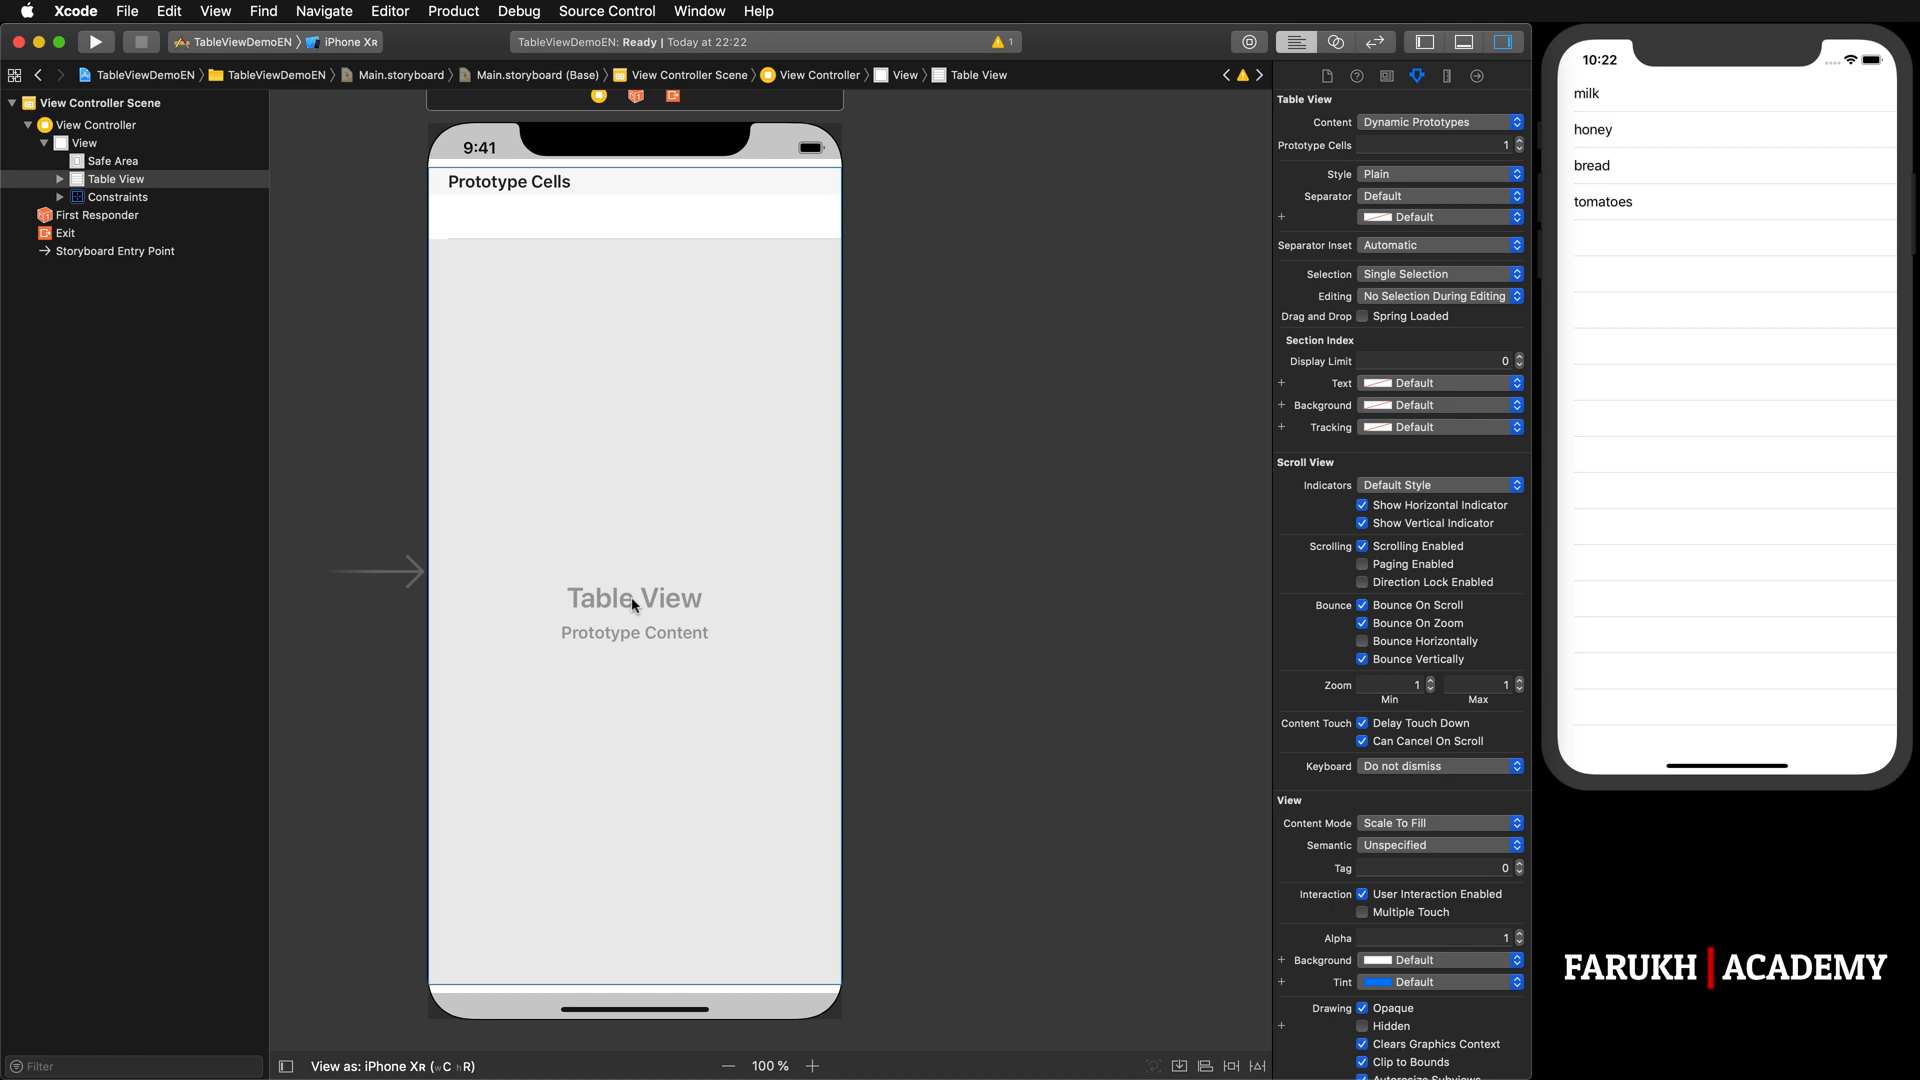 Xcode File Edit View Find Navigate Editor Product Debug Source Control Window Help
TableViewDemoEN iPhone XR
TableViewDemoEN: Ready | Today at 22:22
1
TableViewDemoEN TableViewDemoEN Main.storyboard Main.storyboard (Base) View Controller Scene View Controller View Table View
View Controller Scene
View Controller
View
Safe Area
Table View
Constraints
First Responder
Exit
Storyboard Entry Point
Filter
9:41
Prototype Cells
Table View
Prototype Content
View as: iPhone XR (wC hR)
100 %
Table View
Content Dynamic Prototypes
Prototype Cells 1
Style Plain
Separator Default
Default
Separator Inset Automatic
Selection Single Selection
Editing No Selection During Editing
Drag and Drop Spring Loaded
Section Index
Display Limit 0
Text Default
Background Default
Tracking Default
Scroll View
Indicators Default Style
Show Horizontal Indicator
Show Vertical Indicator
Scrolling Scrolling Enabled
Paging Enabled
Direction Lock Enabled
Bounce Bounce On Scroll
Bounce On Zoom
Bounce Horizontally
Bounce Vertically
Zoom 1 1
Min Max
Content Touch Delay Touch Down
Can Cancel On Scroll
Keyboard Do not dismiss
View
Content Mode Scale To Fill
Semantic Unspecified
Tag 0
Interaction User Interaction Enabled
Multiple Touch
Alpha 1
Background Default
Tint Default
Drawing Opaque
Hidden
Clears Graphics Context
Clip to Bounds
Autoresize Subviews
10:22
milk
honey
bread
tomatoes
FARUKH | ACADEMY